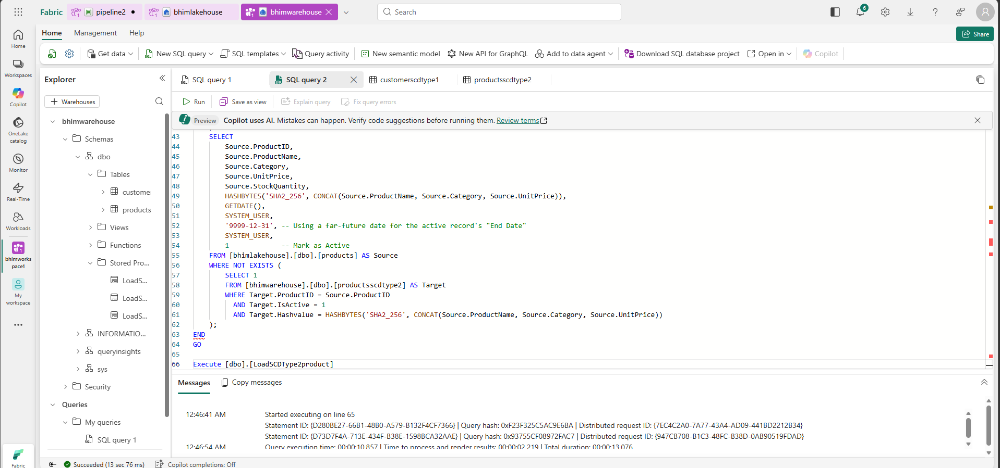 Fabric
pipeline2
bhimlakehouse
bhimwarehouse
Search
6
Home
Management
Help
Share
Get data
New SQL query
SQL templates
Query activity
New semantic model
New API for GraphQL
Add to data agent
Download SQL database project
Open in
Copilot
Home
Workspaces
Copilot
OneLake
catalog
Monitor
Real-Time
Workloads
bhimworks
pace1
My
workspace
Fabric
Explorer
Warehouses
bhimwarehouse
Schemas
dbo
Tables
custome
products
Views
Functions
Stored Pro...
LoadS...
LoadS...
LoadS...
INFORMATIO...
queryinsights
sys
Security
Queries
My queries
SQL query 1
SQL query 1
SQL query 2
customerscdtype1
productsscdtype2
Run
Save as view
Explain query
Fix query errors
Preview
Copilot uses AI. Mistakes can happen. Verify code suggestions before running them. Review terms
43 SELECT
44 Source.ProductID,
45 Source.ProductName,
46 Source.Category,
47 Source.UnitPrice,
48 Source.StockQuantity,
49 HASHBYTES('SHA2_256', CONCAT(Source.ProductName, Source.Category, Source.UnitPrice)),
50 GETDATE(),
51 SYSTEM_USER,
52 '9999-12-31', -- Using a far-future date for the active record's "End Date"
53 SYSTEM_USER,
54 1 -- Mark as Active
55 FROM [bhimlakehouse].[dbo].[products] AS Source
56 WHERE NOT EXISTS (
57 SELECT 1
58 FROM [bhimwarehouse].[dbo].[productsscdtype2] AS Target
59 WHERE Target.ProductID = Source.ProductID
60 AND Target.IsActive = 1
61 AND Target.Hashvalue = HASHBYTES('SHA2_256', CONCAT(Source.ProductName, Source.Category, Source.UnitPrice))
62 );
63 END
64 GO
65
66 Execute [dbo].[LoadSCDType2product]
Messages
Copy messages
12:46:41 AM Started executing on line 65
Statement ID: {D280BE27-66B1-48B0-A579-B132F4CF7366} | Query hash: 0xF23F325C5AC9E6BA | Distributed request ID: {7EC4C2A0-7A77-43A4-AD09-441BD2212B34}
Statement ID: {D73D7F4A-713E-434F-B38E-1598BCA32AAE} | Query hash: 0x93755CF08972FAC7 | Distributed request ID: {947CB708-B1C3-48FC-B38D-0AB90519FDAD}
12:46:54 AM Query execution time: 00:00:10.857 | Time to process and render results: 00:00:02.219 | Total duration: 00:00:13.076
Succeeded (13 sec 76 ms)
Copilot completions: Off